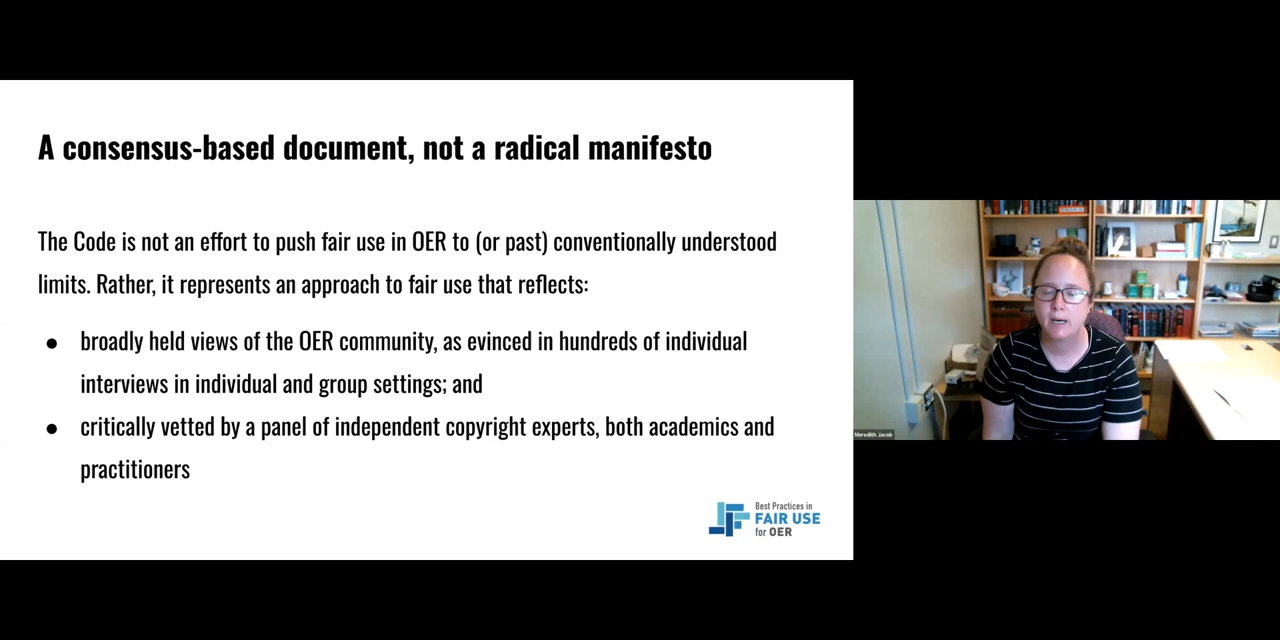 A consensus-based document, not a radical manifesto
The Code is not an effort to push fair use in OER to (or past) conventionally understood
limits. Rather, it represents an approach to fair use that reflects:
● broadly held views of the OER community, as evinced in hundreds of individual
interviews in individual and group settings; and
● critically vetted by a panel of independent copyright experts, both academics and
practitioners
Best Practices in
FAIR USE
for OER
Meredith Jacob